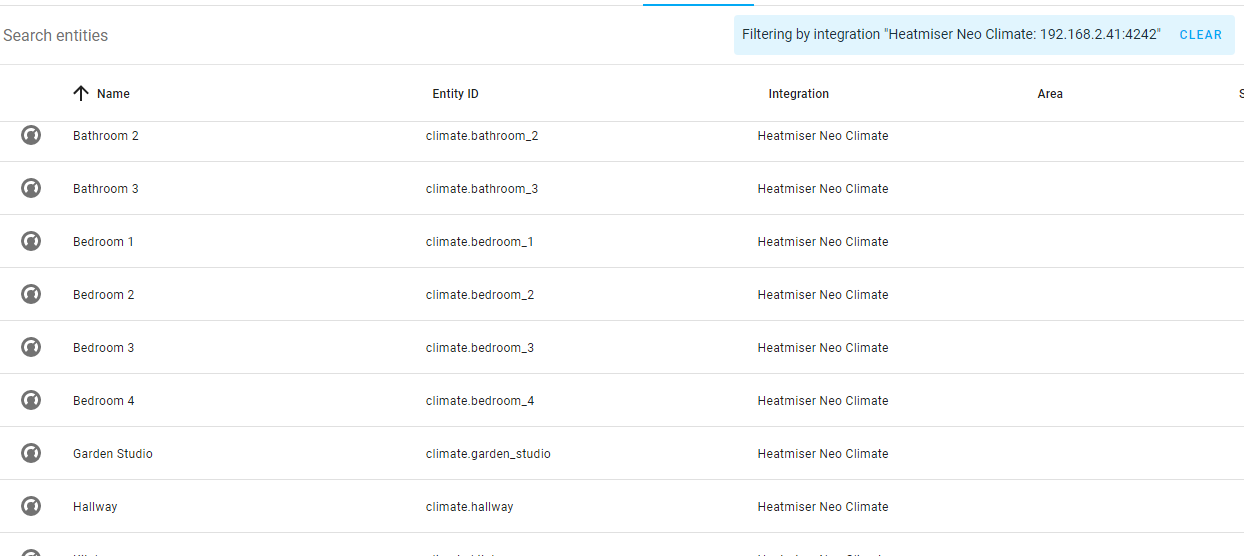 Search entities
Filtering by integration "Heatmiser Neo Climate: 192.168.2.41:4242" CLEAR
Name Entity ID Integration Area
Bathroom 2 climate.bathroom_2 Heatmiser Neo Climate
Bathroom 3 climate.bathroom_3 Heatmiser Neo Climate
Bedroom 1 climate.bedroom_1 Heatmiser Neo Climate
Bedroom 2 climate.bedroom_2 Heatmiser Neo Climate
Bedroom 3 climate.bedroom_3 Heatmiser Neo Climate
Bedroom 4 climate.bedroom_4 Heatmiser Neo Climate
Garden Studio climate.garden_studio Heatmiser Neo Climate
Hallway climate.hallway Heatmiser Neo Climate